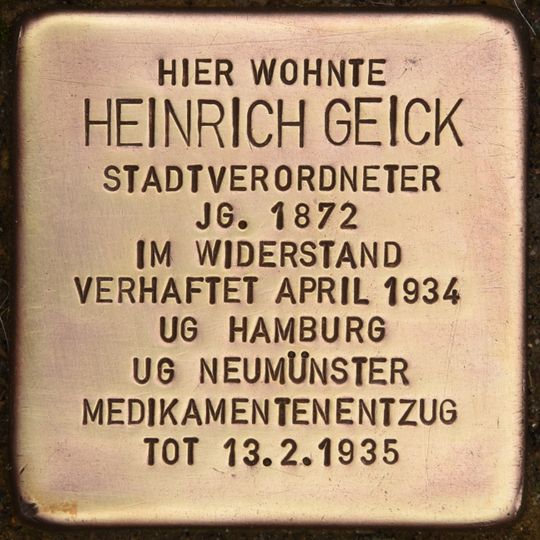 HIER WOHNTE
HEINRICH GEICK
STADTVERORDNETER
JG. 1872
IM WIDERSTAND
VERHAFTET APRIL 1934
UG HAMBURG
UG NEUMÜNSTER
MEDIKAMENTENENTZUG
TOT 13.2.1935